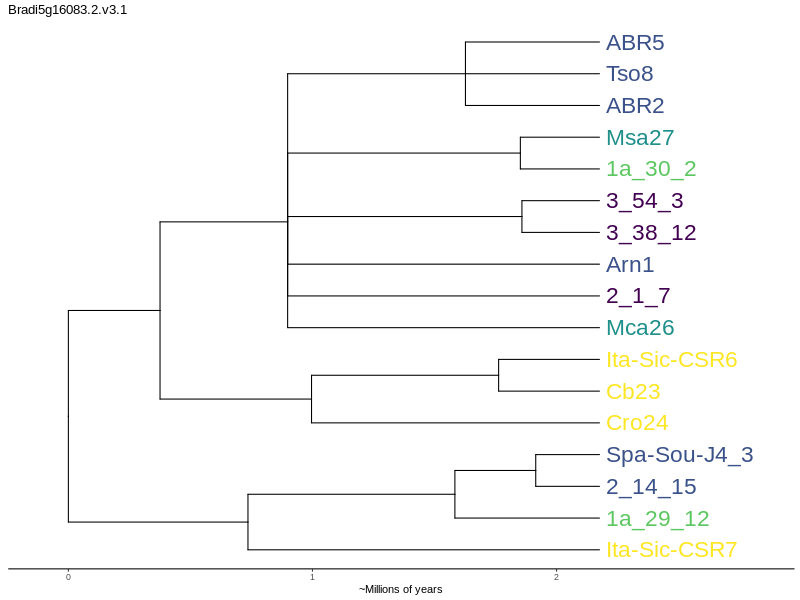 Bradi5g16083.2.v3.1
ABR5
Tso8
ABR2
Msa27
1a_30_2
3_54_3
3_38_12
Arn1
2_1_7
Mca26
Ita-Sic-CSR6
Cb23
Cro24
Spa-Sou-J4_3
2_14_15
1a_29_12
Ita-Sic-CSR7
0 1 2
~Millions of years